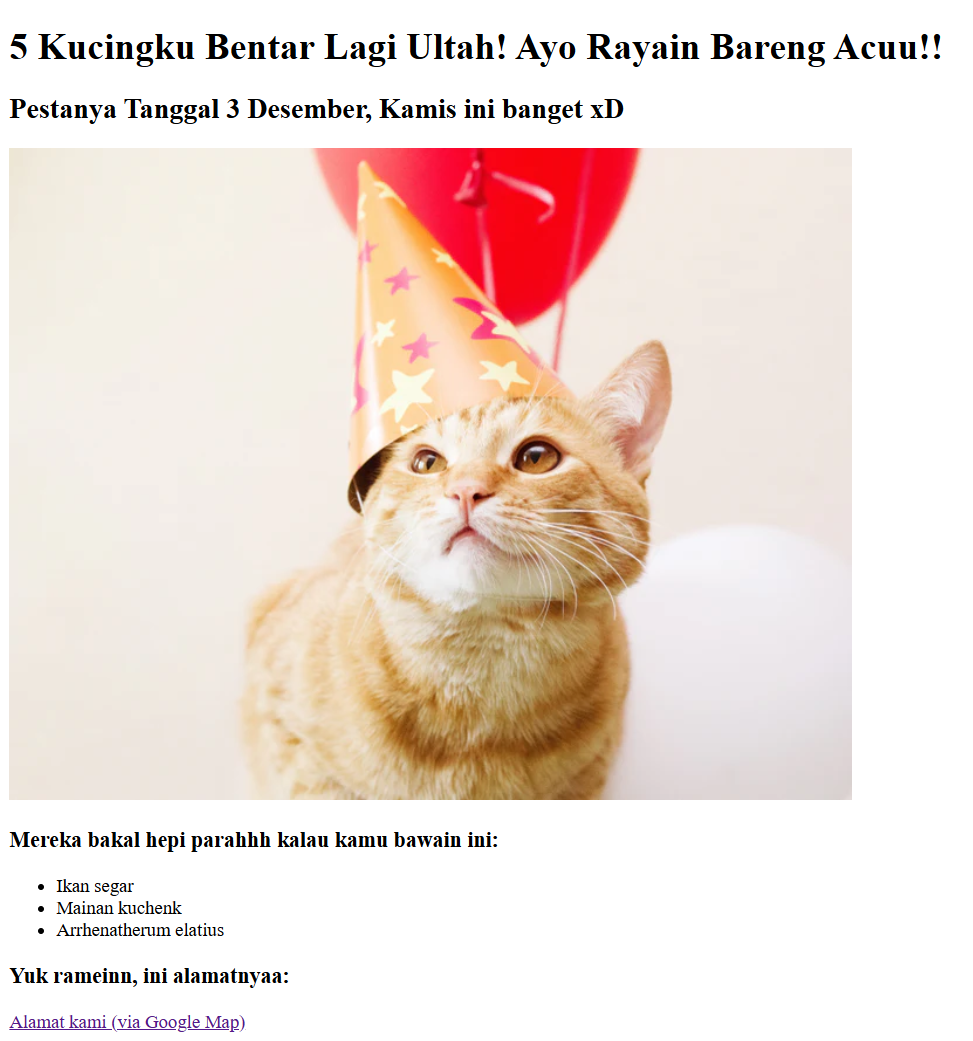 5 Kucingku Bentar Lagi Ultah! Ayo Rayain Bareng Acuu!!
Pestanya Tanggal 3 Desember, Kamis ini banget xD
Mereka bakal hepi parahhh kalau kamu bawain ini:
Ikan segar
Mainan kuchenk
Arrhenatherum elatius
Yuk rameinn, ini alamatnyaa:
Alamat kami (via Google Map)